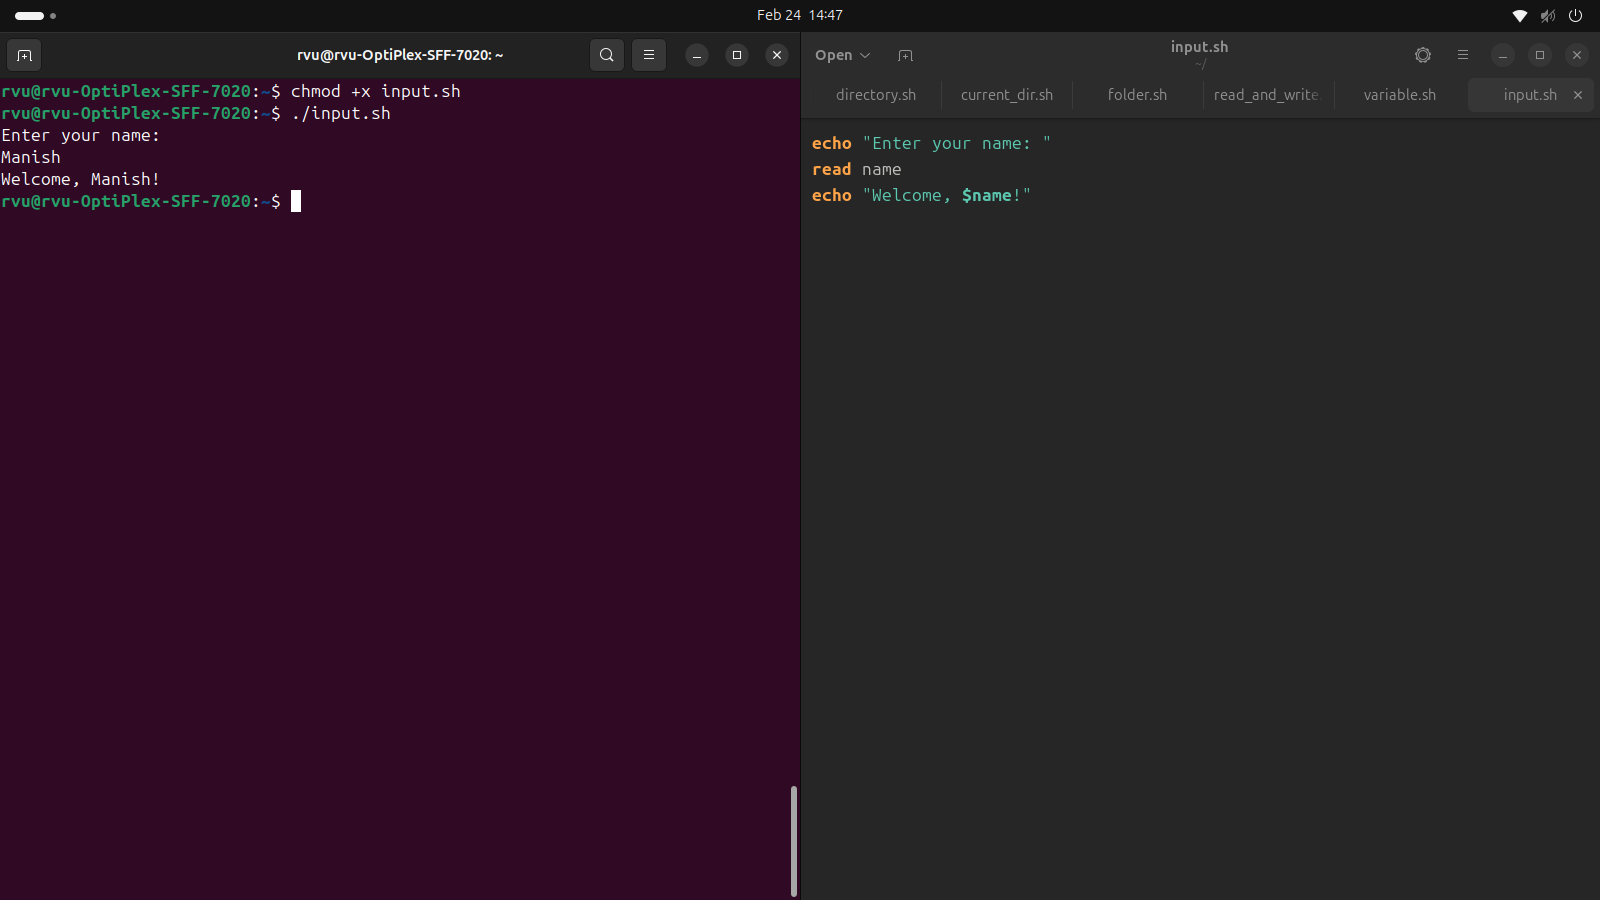 Feb 24 14:47
rvu@rvu-OptiPlex-SFF-7020: ~
rvu@rvu-OptiPlex-SFF-7020:~$ chmod +x input.sh
rvu@rvu-OptiPlex-SFF-7020:~$ ./input.sh
Enter your name:
Manish
Welcome, Manish!
rvu@rvu-OptiPlex-SFF-7020:~$
Open
input.sh
~/
directory.sh current_dir.sh folder.sh read_and_write. variable.sh input.sh
echo "Enter your name: "
read name
echo "Welcome, $name!"